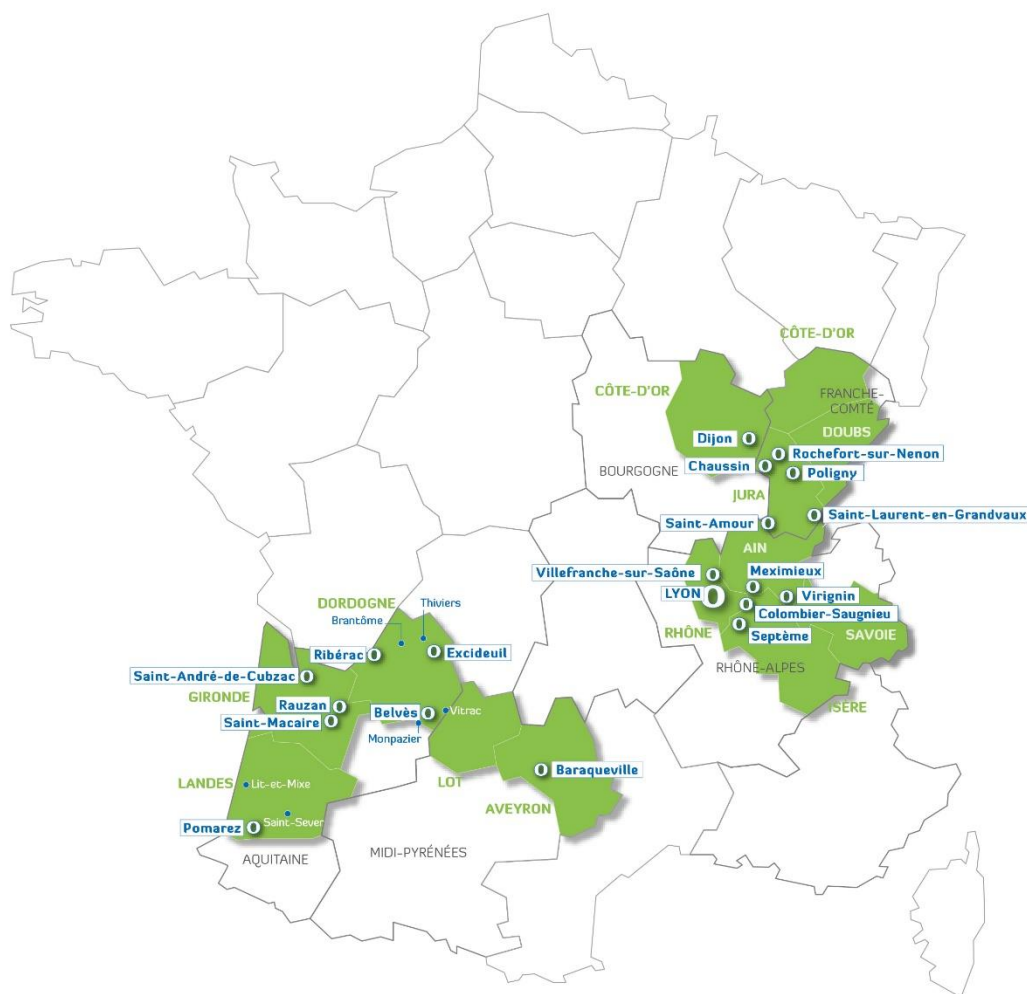 CÔTE-D'OR
CÔTE-D'OR
FRANCHE-
COMTÉ
DOUBS
Dijon
Rochefort-sur-Nenon
Chaussin
BOURGOGNE
Poligny
JURA
Saint-Laurent-en-Grandvaux
Saint-Amour
AIN
Villefranche-sur-Saône
Meximieux
LYON
Virignin
Colombier-Saugnieu
RHÔNE
Septème
SAVOIE
RHÔNE-ALPES
ISÈRE
DORDOGNE
Thiviers
Brantôme
Ribérac
Excideuil
Saint-André-de-Cubzac
GIRONDE
Rauzan
Belvès
Vitrac
Saint-Macaire
Monpazier
Baraqueville
LANDES
Lit-et-Mixe
LOT
AVEYRON
Pomarez
Saint-Sever
AQUITAINE
MIDI-PYRÉNÉES